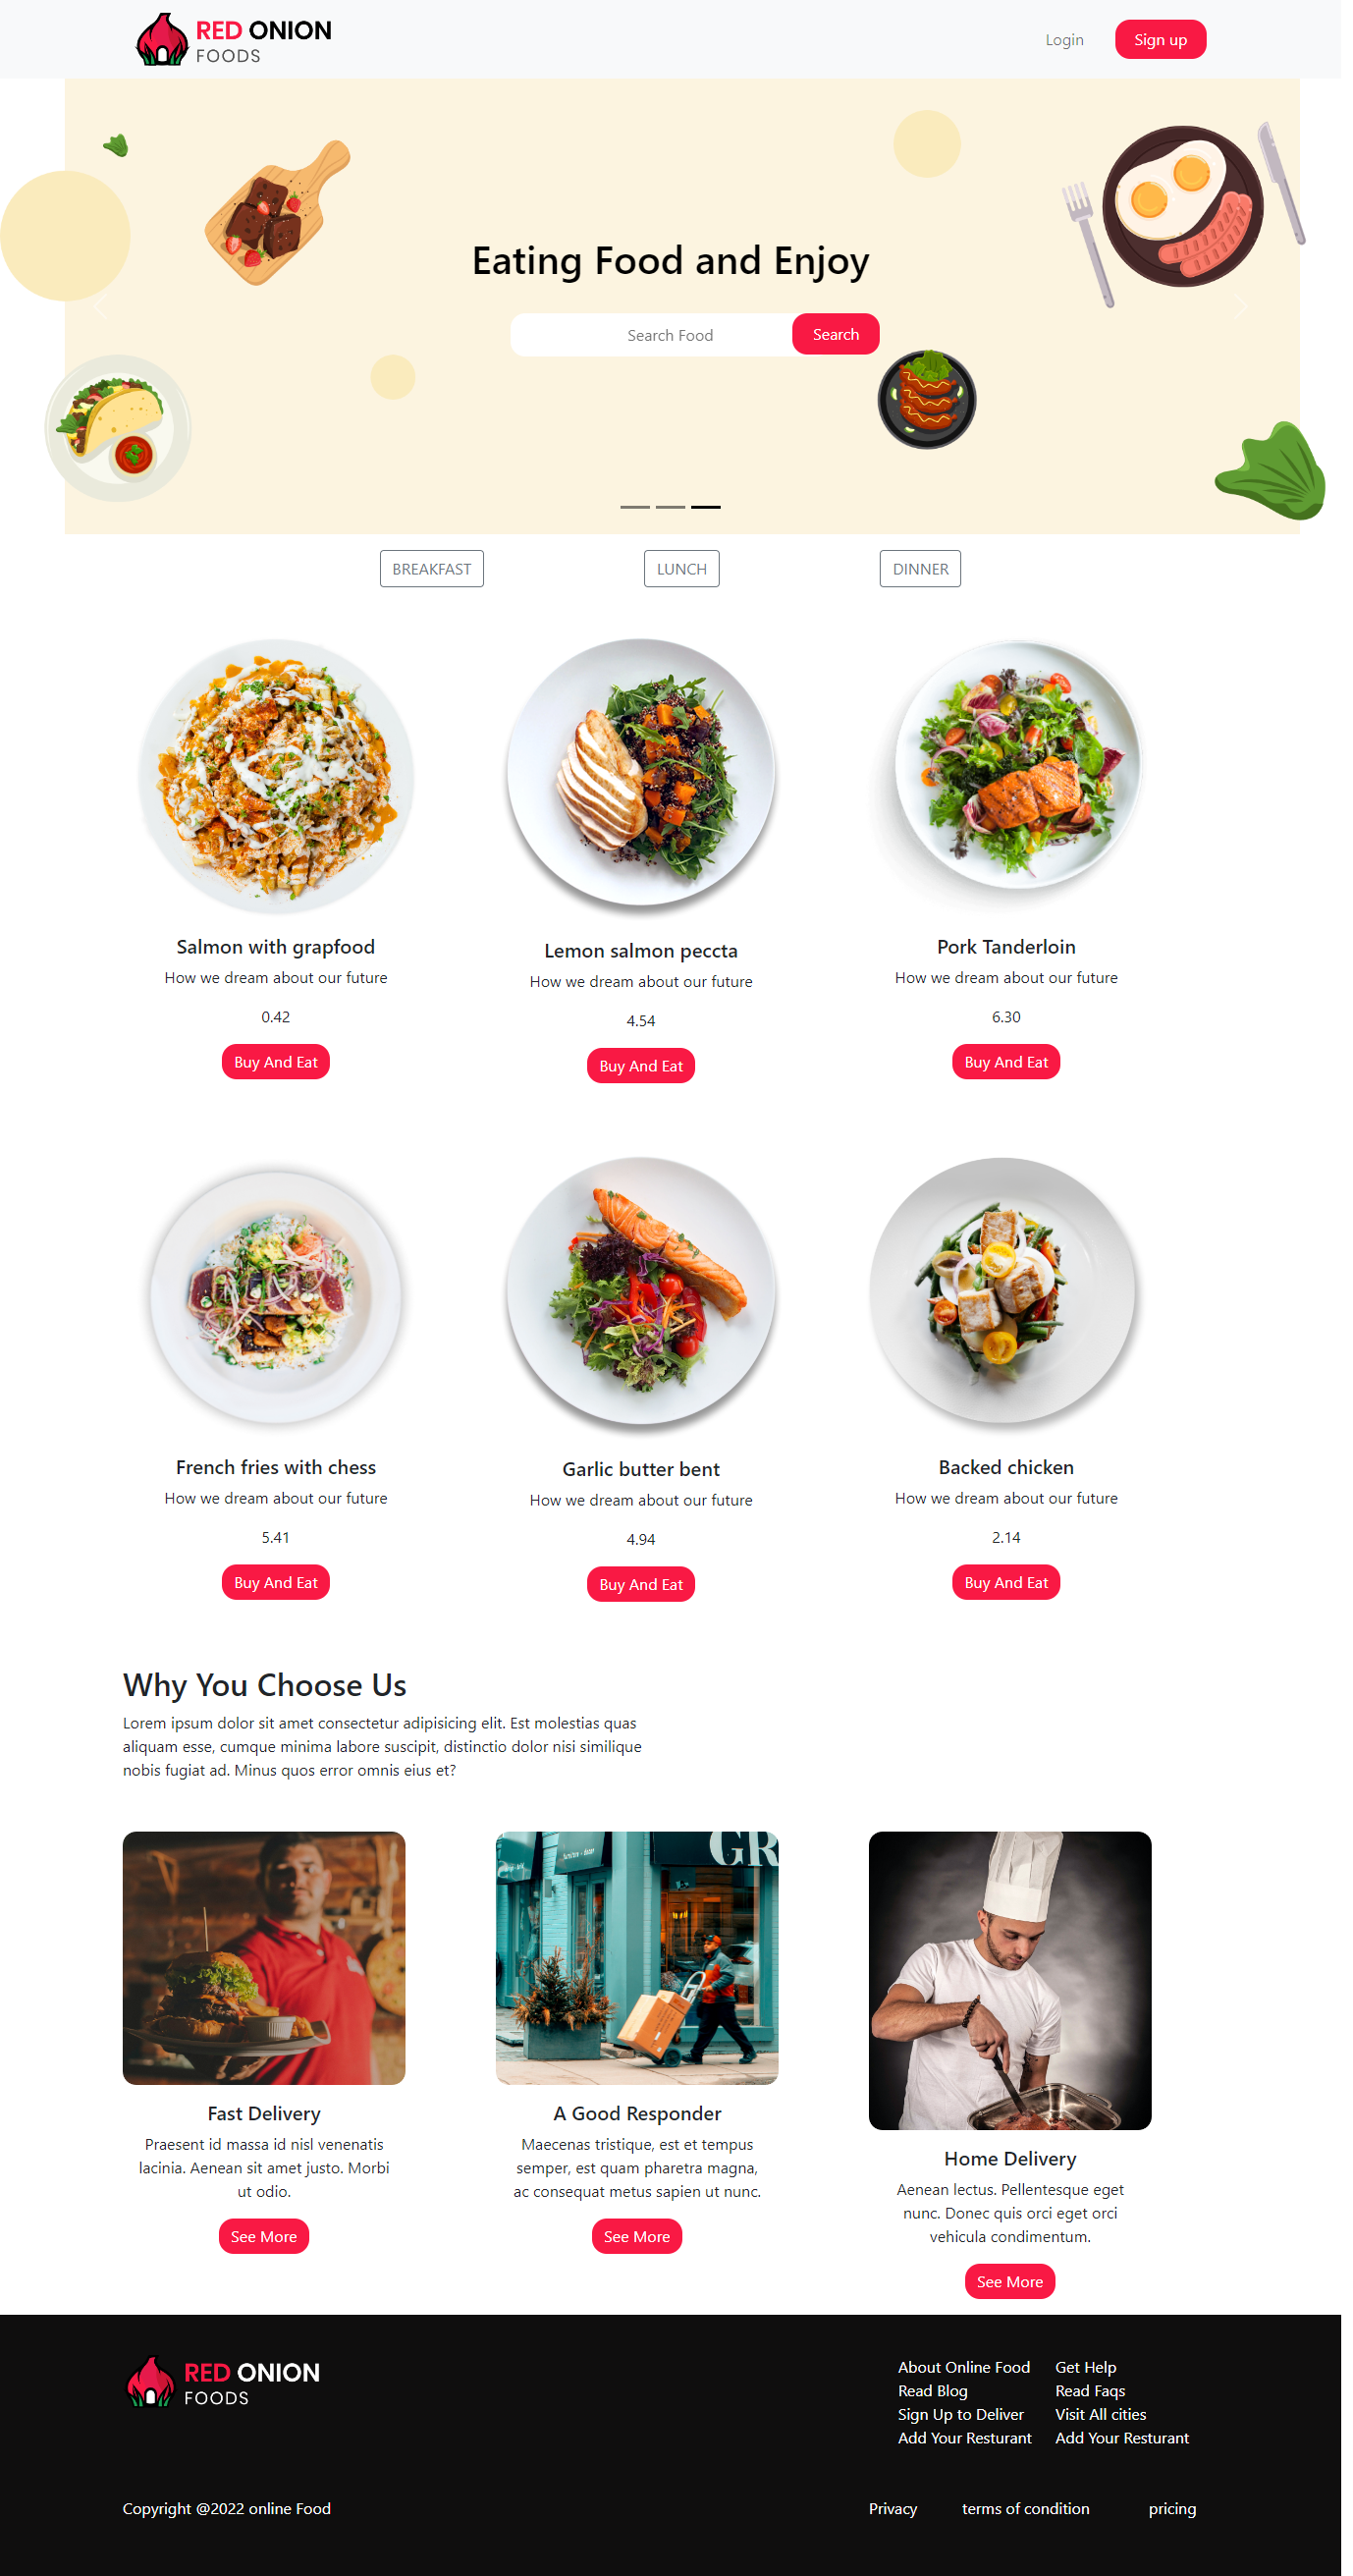 RED ONION
FOODS
Login
Sign up
Eating Food and Enjoy
Search Food
Search
BREAKFAST
LUNCH
DINNER
Salmon with grapfood
How we dream about our future
0.42
Buy And Eat
Lemon salmon peccta
How we dream about our future
4.54
Buy And Eat
Pork Tanderloin
How we dream about our future
6.30
Buy And Eat
French fries with chess
How we dream about our future
5.41
Buy And Eat
Garlic butter bent
How we dream about our future
4.94
Buy And Eat
Backed chicken
How we dream about our future
2.14
Buy And Eat
Why You Choose Us
Lorem ipsum dolor sit amet consectetur adipisicing elit. Est molestias quas
aliquam esse, cumque minima labore suscipit, distinctio dolor nisi similique
nobis fugiat ad. Minus quos error omnis eius et?
GR
Fast Delivery
Praesent id massa id nisl venenatis
lacinia. Aenean sit amet justo. Morbi
ut odio.
See More
A Good Responder
Maecenas tristique, est et tempus
semper, est quam pharetra magna,
ac consequat metus sapien ut nunc.
See More
Home Delivery
Aenean lectus. Pellentesque eget
nunc. Donec quis orci eget orci
vehicula condimentum.
See More
RED ONION
FOODS
About Online Food
Read Blog
Sign Up to Deliver
Add Your Resturant
Get Help
Read Faqs
Visit All cities
Add Your Resturant
Copyright @2022 online Food
Privacy
terms of condition
pricing